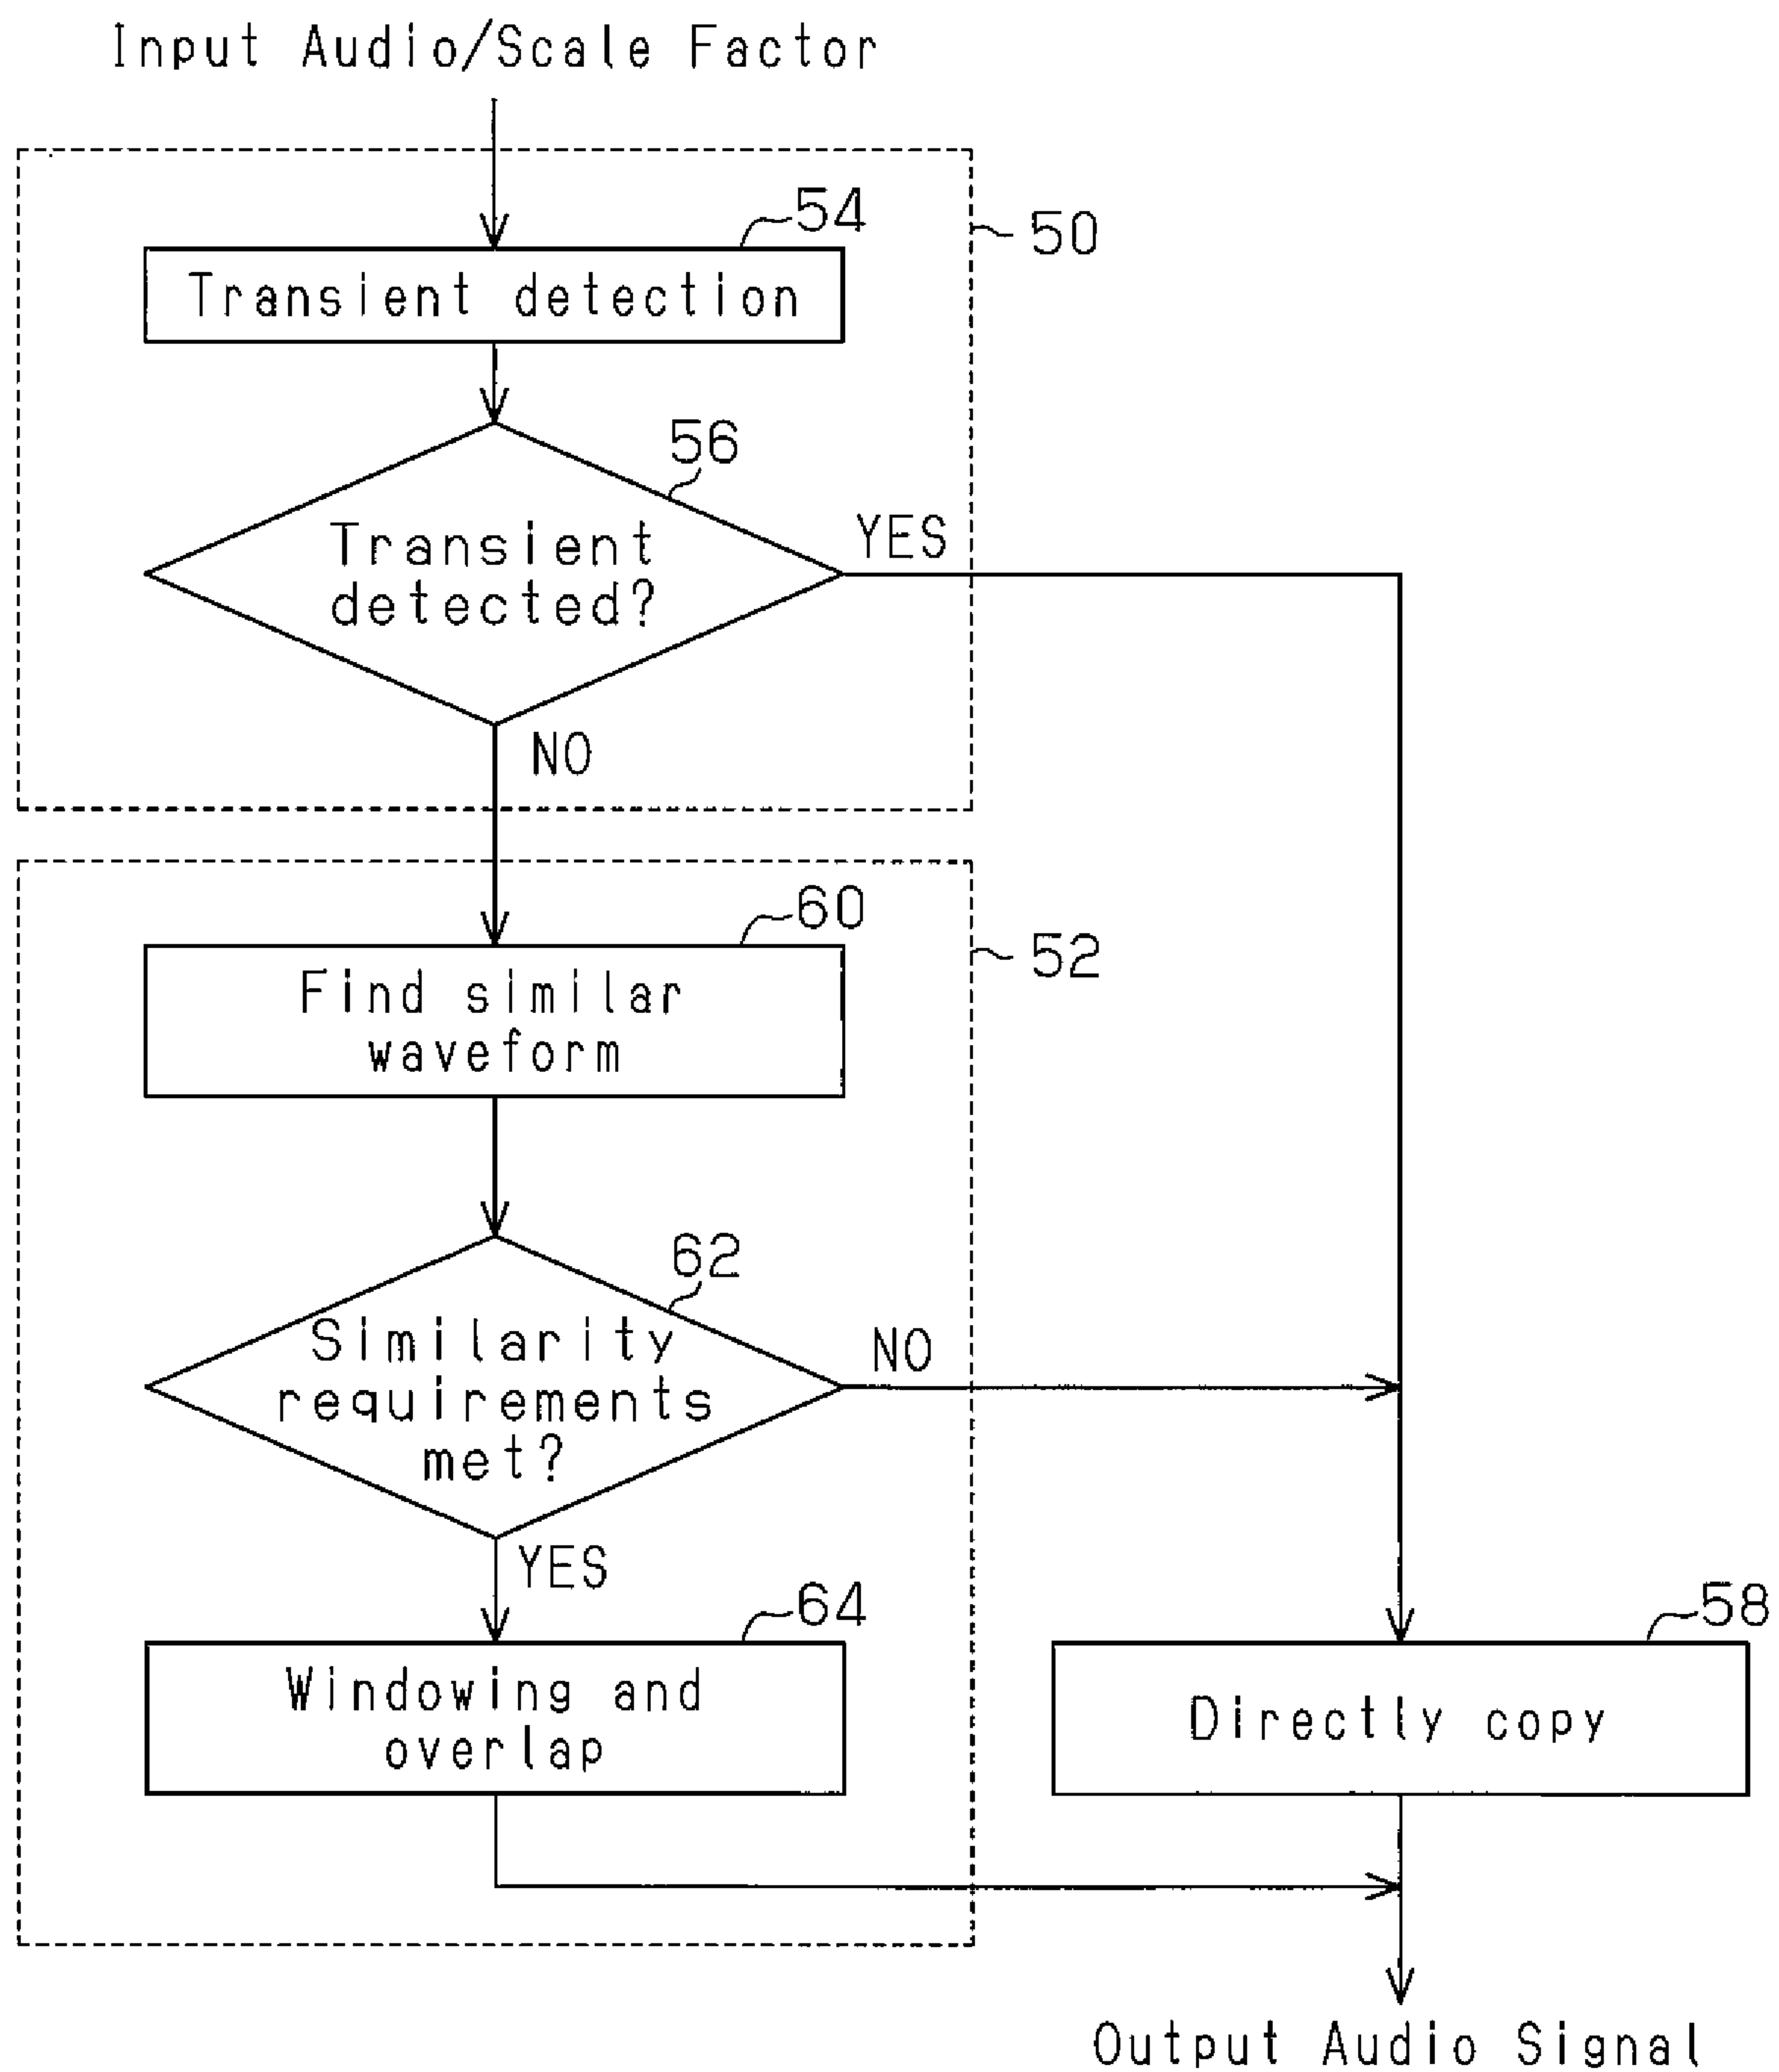 Input Audio/Scale Factor
54
50
Transient detection
56
Transient
detected?
YES
NO
60
52
Find similar
waveform
62
Similarity
requirements
met?
NO
YES
64
58
Windowing and
overlap
Directly copy
Output Audio Signal